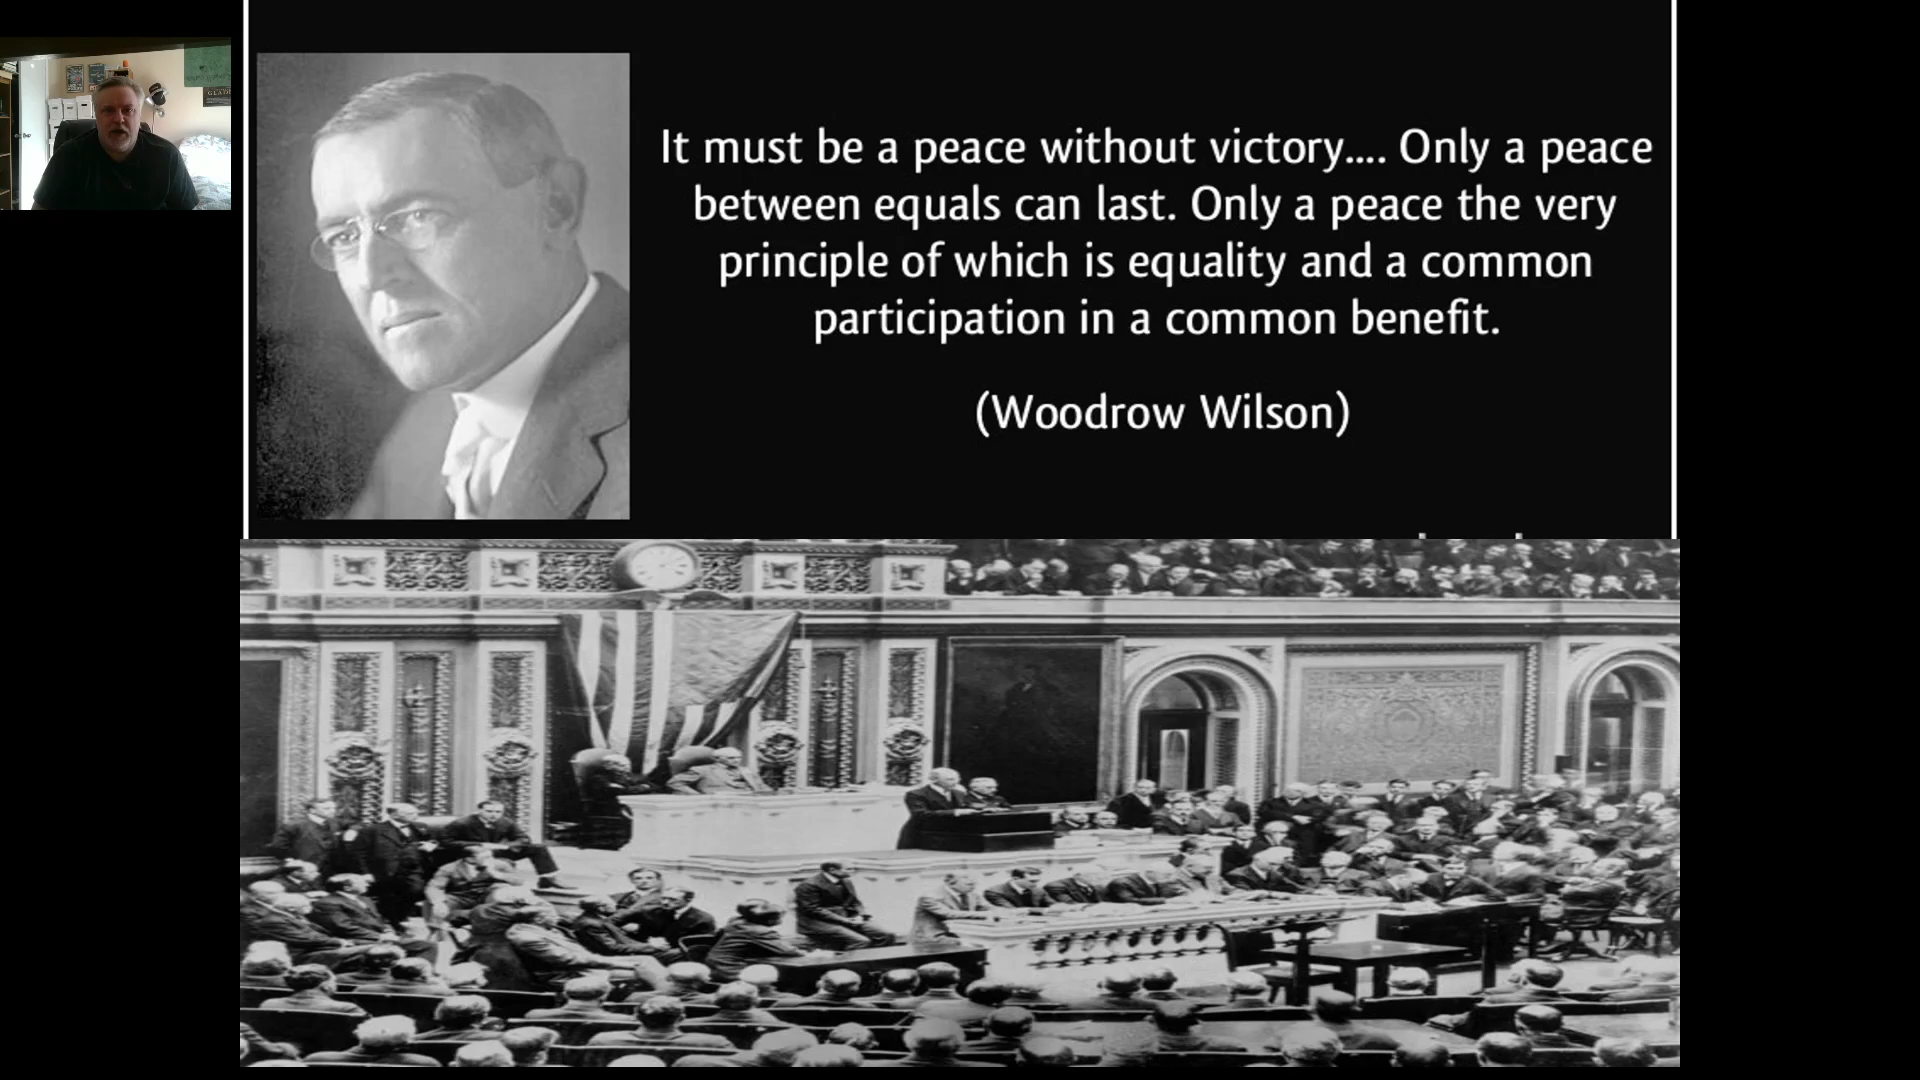 It must be a peace without victory.... Only a peace
between equals can last. Only a peace the very
principle of which is equality and a common
participation in a common benefit.
(Woodrow Wilson)